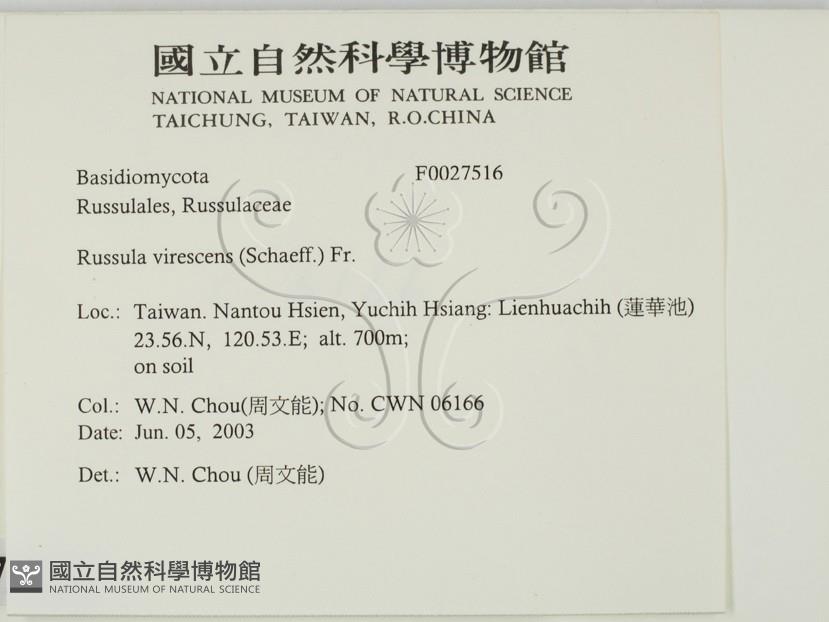 國立自然科學博物館
NATIONAL MUSEUM OF NATURAL SCIENCE
TAICHUNG, TAIWAN, R.O.CHINA
Basidiomycota F0027516
Russulales, Russulaceae
Russula virescens (Schaeff.) Fr.
Loc.: Taiwan. Nantou Hsien, Yuchih Hsiang: Lienhuachih (蓮華池)
23.56.N, 120.53.E; alt. 700m;
on soil
Col.: W.N. Chou(周文能); No. CWN 06166
Date: Jun. 05, 2003
Det.: W.N. Chou (周文能)
國立自然科學博物館
NATIONAL MUSEUM OF NATURAL SCIENCE